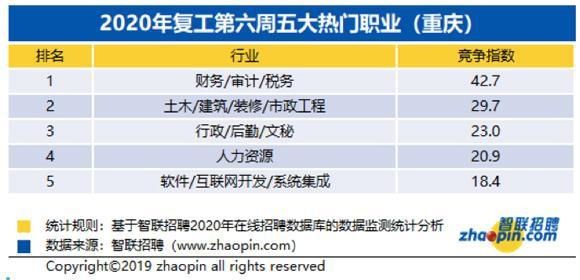 2020年复工第六周五大热门职业（重庆）
排名 行业 竞争指数
1 财务/审计/税务 42.7
2 土木/建筑/装修/市政工程 29.7
3 行政/后勤/文秘 23.0
4 人力资源 20.9
5 软件/互联网开发/系统集成 18.4
统计规则：基于智联招聘2020年在线招聘数据库的数据监测统计分析
数据来源：智联招聘（www.zhaopin.com）
Copyright©2019 zhaopin all rights reserved
智联招聘
zhaopin.com